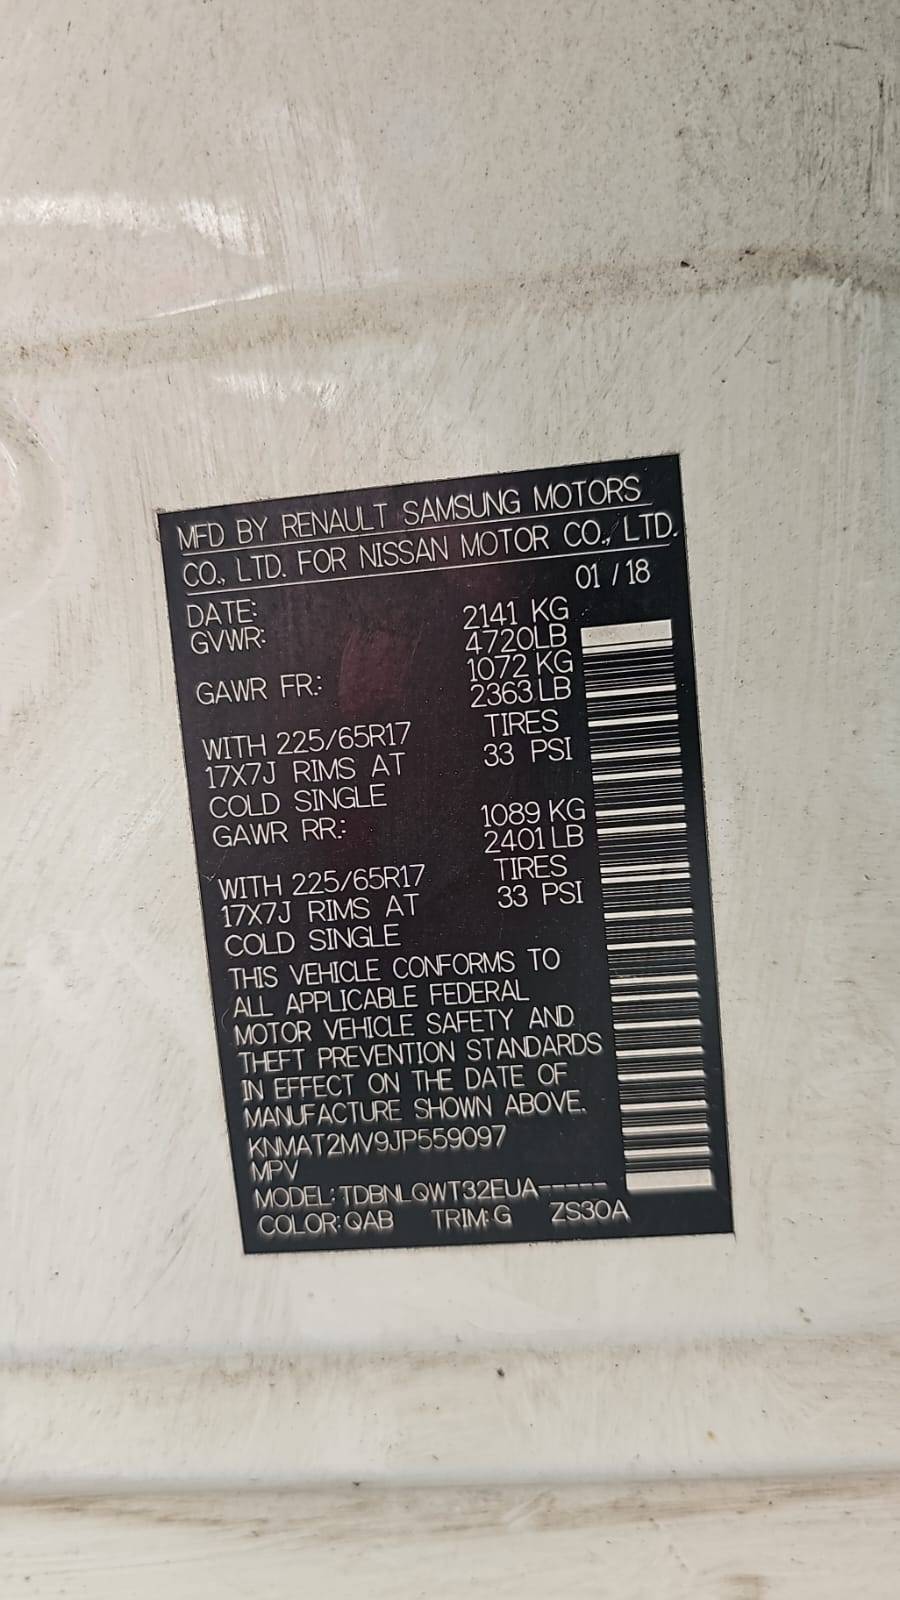 MFD BY RENAULT SAMSUNG MOTORS
CO., LTD. FOR NISSAN MOTOR CO., LTD.
DATE: 01 / 18
GVWR: 2141 KG
4720LB
GAWR FR.: 1072 KG
2363 LB
WITH 225/65R17 TIRES
17X7J RIMS AT 33 PSI
COLD SINGLE
GAWR RR.: 1089 KG
2401 LB
WITH 225/65R17 TIRES
17X7J RIMS AT 33 PSI
COLD SINGLE
THIS VEHICLE CONFORMS TO
ALL APPLICABLE FEDERAL
MOTOR VEHICLE SAFETY AND
THEFT PREVENTION STANDARDS
IN EFFECT ON THE DATE OF
MANUFACTURE SHOWN ABOVE.
KNMAT2MV9JP559097
MPV
MODEL: TDBNLQWT32EUA-----
COLOR: QAB TRIM: G ZS30A